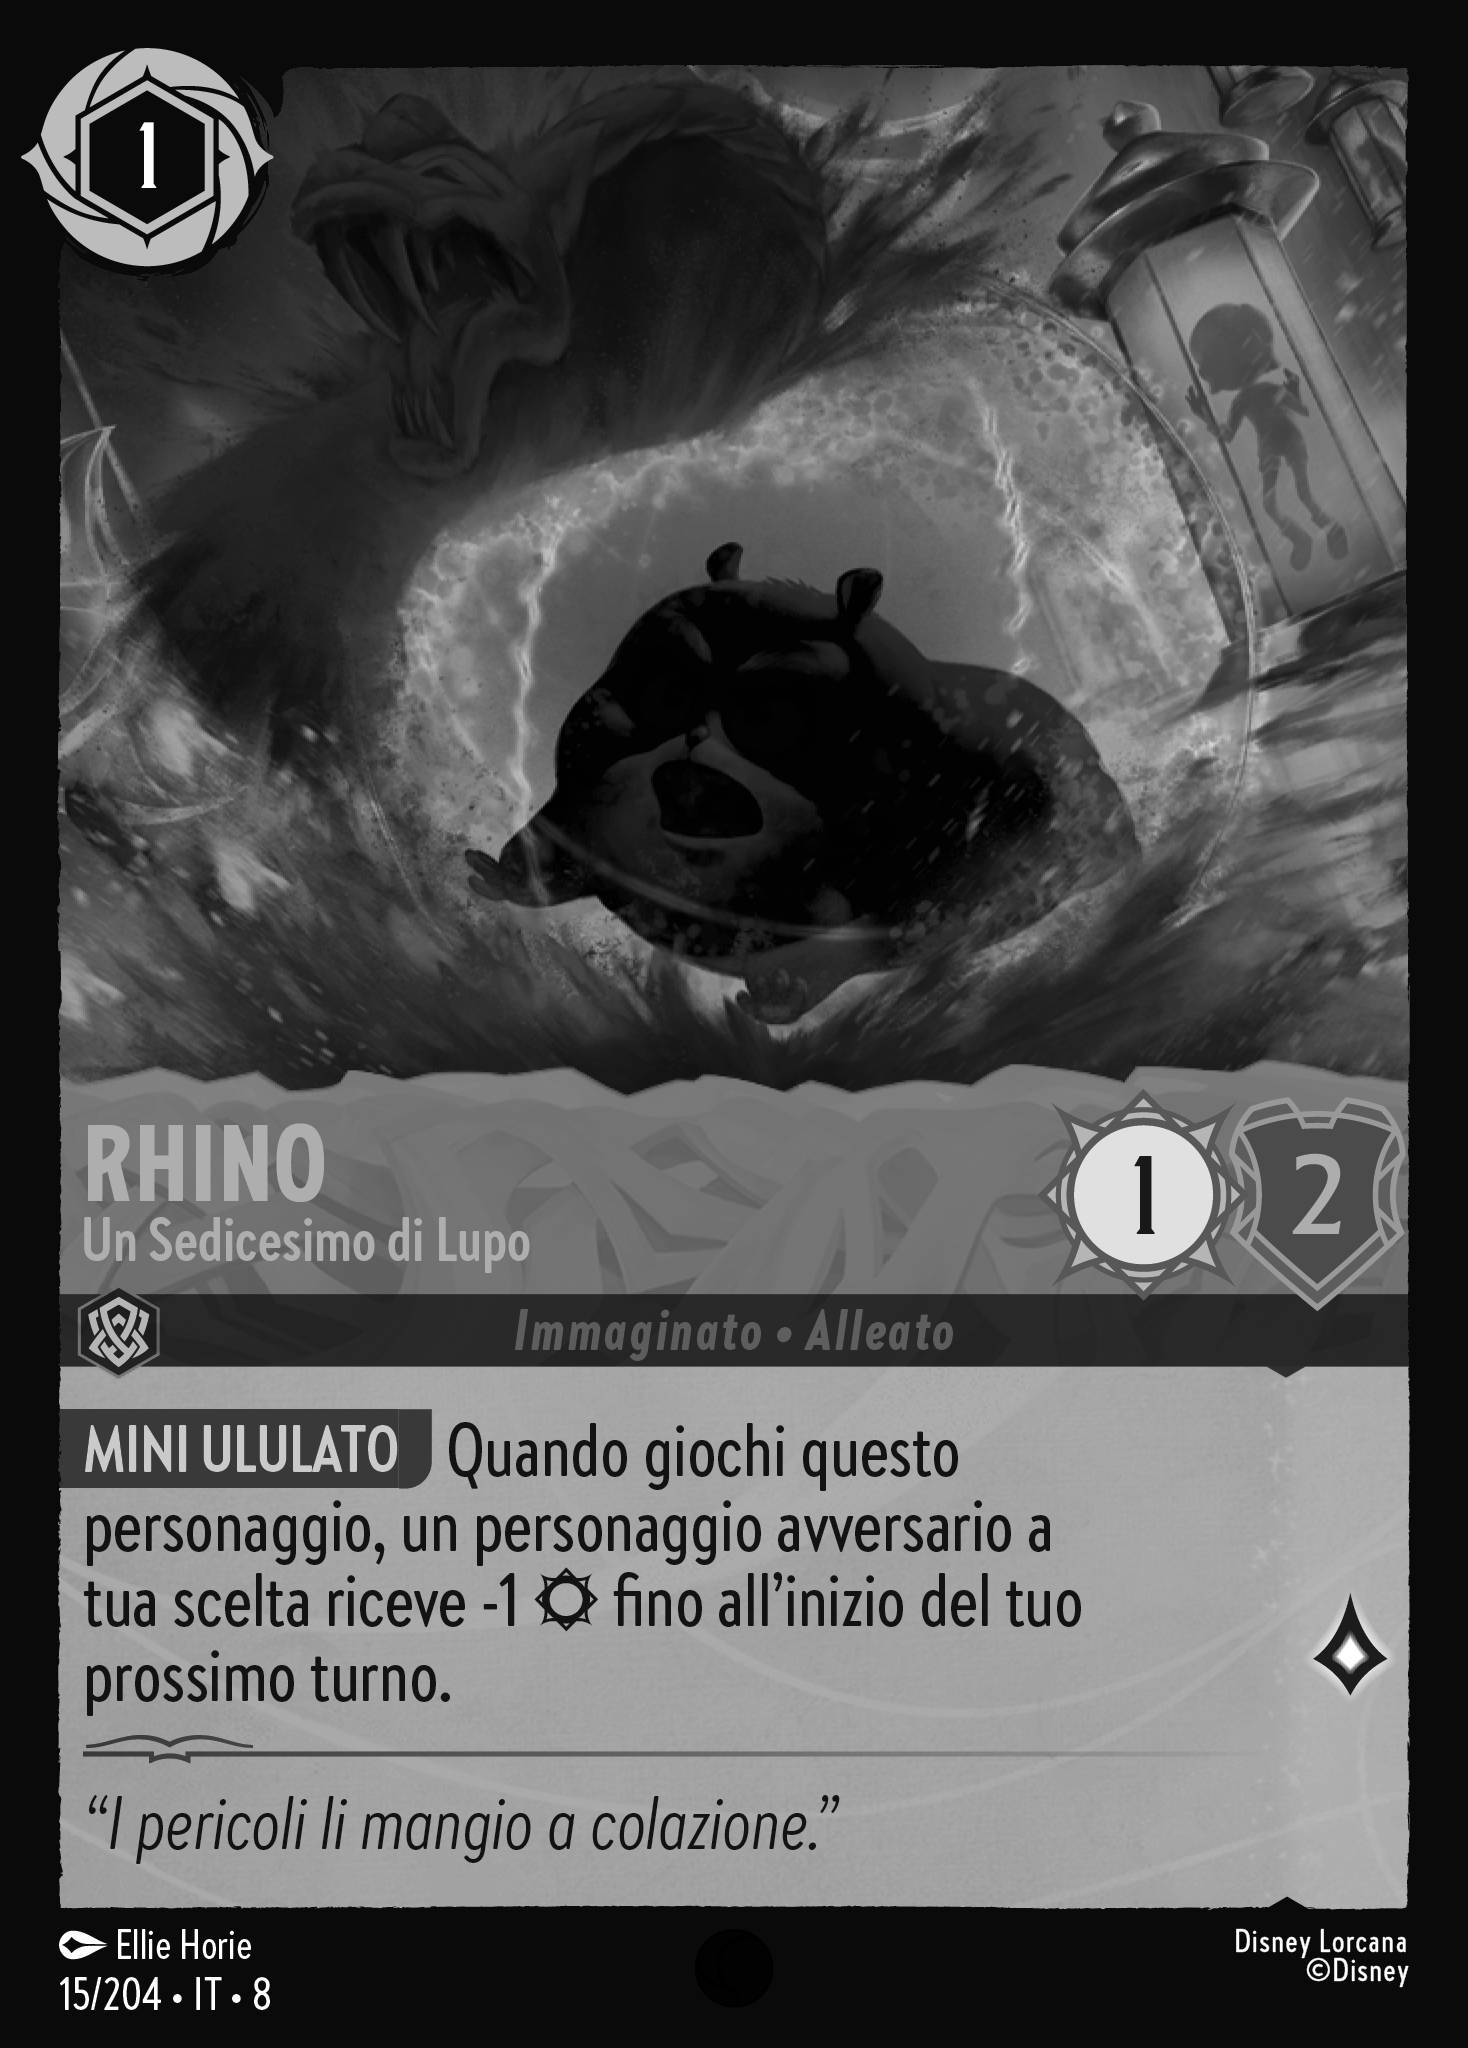 1
RHINO
Un Sedicesimo di Lupo
1 2
Immaginato • Alleato
MINI ULULATO Quando giochi questo
personaggio, un personaggio avversario a
tua scelta riceve -1 fino all’inizio del tuo
prossimo turno.
“I pericoli li mangio a colazione.”
Ellie Horie
15/204 • IT • 8
Disney Lorcana
©Disney